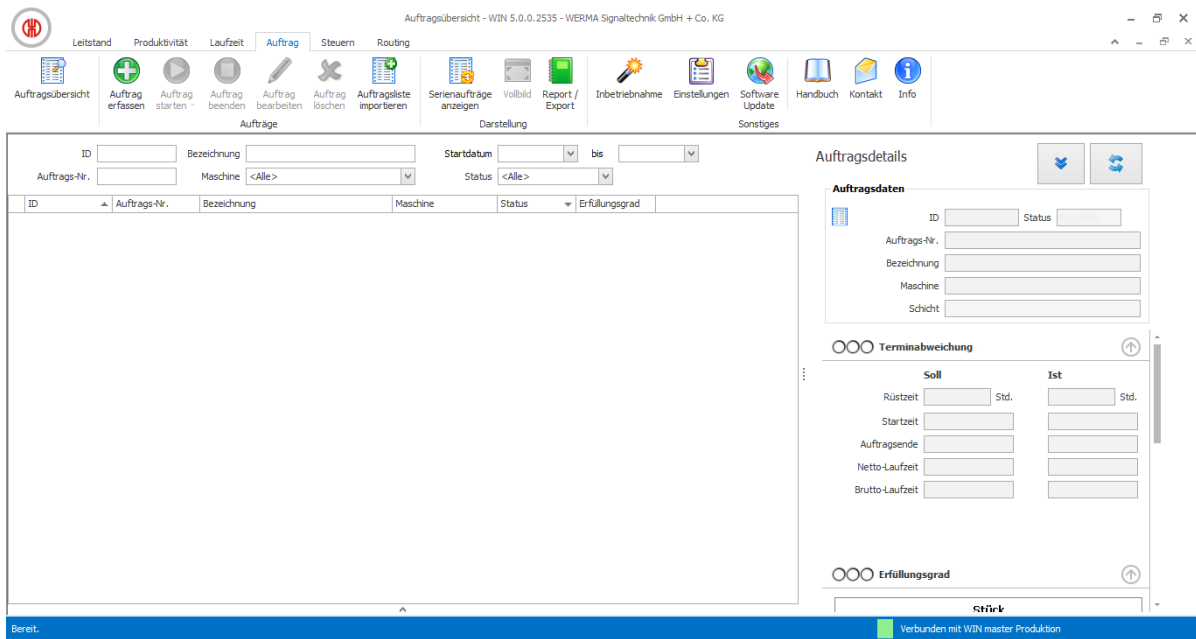 Auftragsübersicht - WIN 5.0.0.2535 - WERMA Signaltechnik GmbH + Co. KG
Leitstand Produktivität Laufzeit Auftrag Steuern Routing
Auftragsübersicht
Auftrag erfassen
Auftrag starten
Auftrag beenden
Auftrag bearbeiten
Auftrag löschen
Auftragsliste importieren
Serienaufträge anzeigen
Vollbild
Report / Export
Inbetriebnahme
Einstellungen
Software Update
Handbuch
Kontakt
Info
Aufträge Darstellung Sonstiges
ID Bezeichnung Startdatum bis
Auftrags-Nr. Maschine <Alle> Status <Alle>
ID Auftrags-Nr. Bezeichnung Maschine Status Erfüllungsgrad
Auftragsdetails
Auftragsdaten
ID Status
Auftrags-Nr.
Bezeichnung
Maschine
Schicht
Terminabweichung
Soll Ist
Rüstzeit Std. Std.
Startzeit
Auftragsende
Netto-Laufzeit
Brutto-Laufzeit
Erfüllungsgrad
Stück
Bereit. Verbunden mit WIN master Produktion